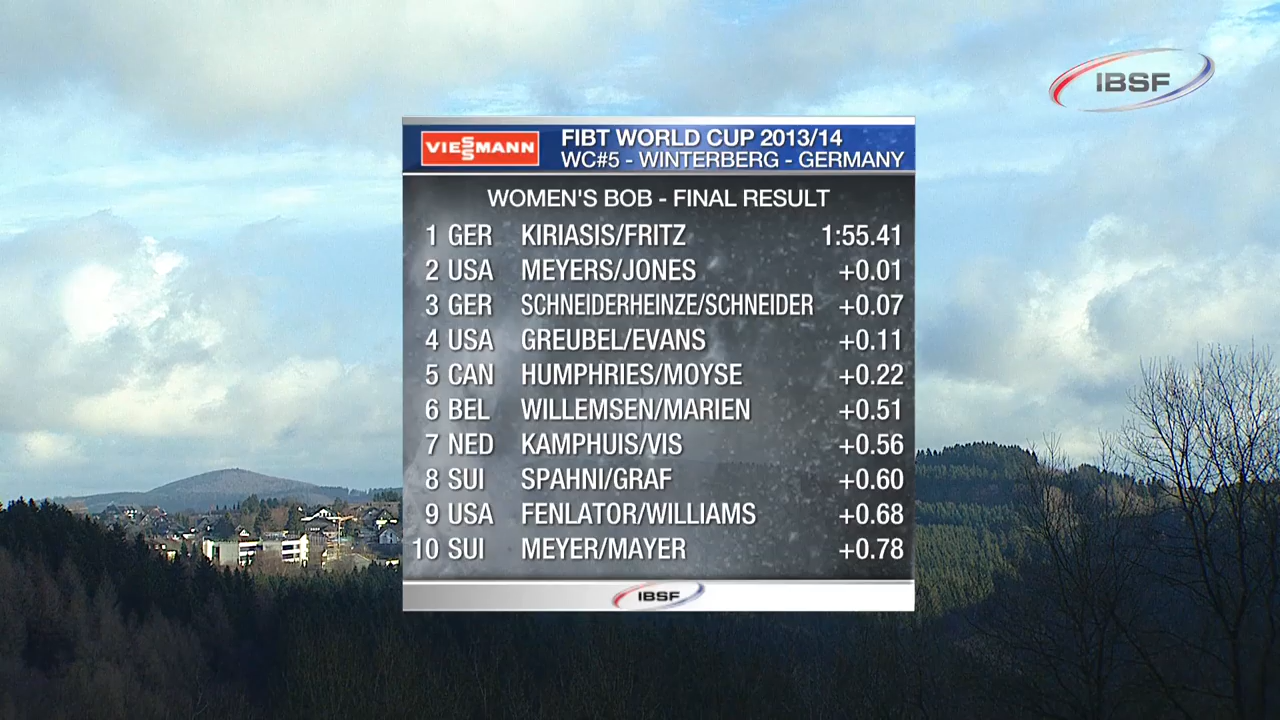 IBSF
VIESSMANN
FIBT WORLD CUP 2013/14
WC#5 - WINTERBERG - GERMANY
WOMEN'S BOB - FINAL RESULT
1 GER KIRIASIS/FRITZ 1:55.41
2 USA MEYERS/JONES +0.01
3 GER SCHNEIDERHEINZE/SCHNEIDER +0.07
4 USA GREUBEL/EVANS +0.11
5 CAN HUMPHRIES/MOYSE +0.22
6 BEL WILLEMSEN/MARIEN +0.51
7 NED KAMPHUIS/VIS +0.56
8 SUI SPAHNI/GRAF +0.60
9 USA FENLATOR/WILLIAMS +0.68
10 SUI MEYER/MAYER +0.78
IBSF